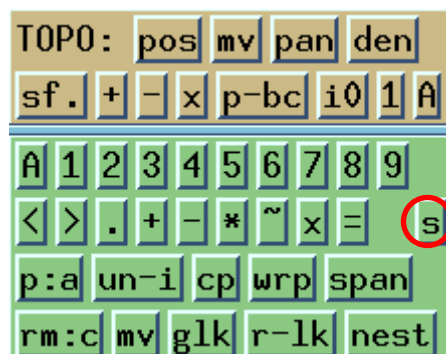 TOPO: pos mv pan den
sf. + - x p-bc i0 1 A
A 1 2 3 4 5 6 7 8 9
< > . + - * ~ x = s
p:a un-i cp wrp span
rm:c mv glk r-lk nest